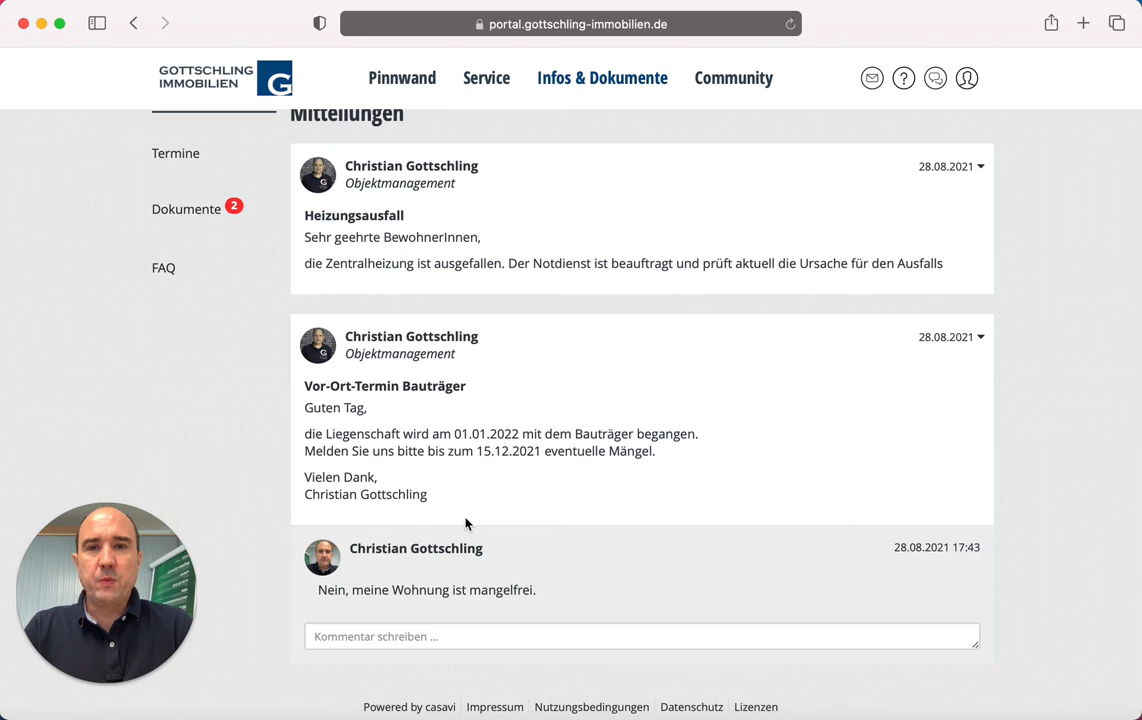 portal.gottschling-immobilien.de
GOTTSCHLING
IMMOBILIEN
G
Pinnwand
Service
Infos & Dokumente
Community
?
Mitteilungen
Termine
Dokumente 2
FAQ
Christian Gottschling
28.08.2021
Objektmanagement
Heizungsausfall
Sehr geehrte BewohnerInnen,
die Zentralheizung ist ausgefallen. Der Notdienst ist beauftragt und prüft aktuell die Ursache für den Ausfalls
Christian Gottschling
28.08.2021
Objektmanagement
Vor-Ort-Termin Bauträger
Guten Tag,
die Liegenschaft wird am 01.01.2022 mit dem Bauträger begangen.
Melden Sie uns bitte bis zum 15.12.2021 eventuelle Mängel.
Vielen Dank,
Christian Gottschling
Christian Gottschling
28.08.2021 17:43
Nein, meine Wohnung ist mangelfrei.
Kommentar schreiben ...
Powered by casavi Impressum Nutzungsbedingungen Datenschutz Lizenzen